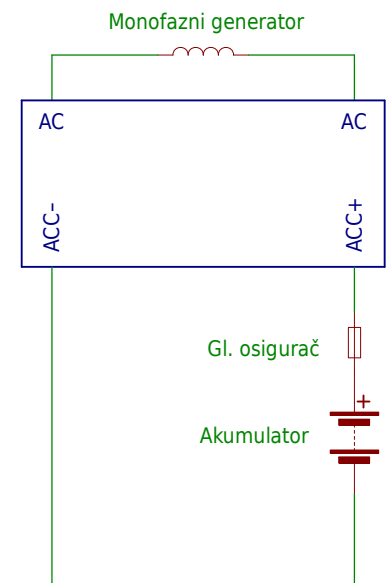 Monofazni generator
AC
AC
ACC-
ACC+
Gl. osigurač
+
Akumulator